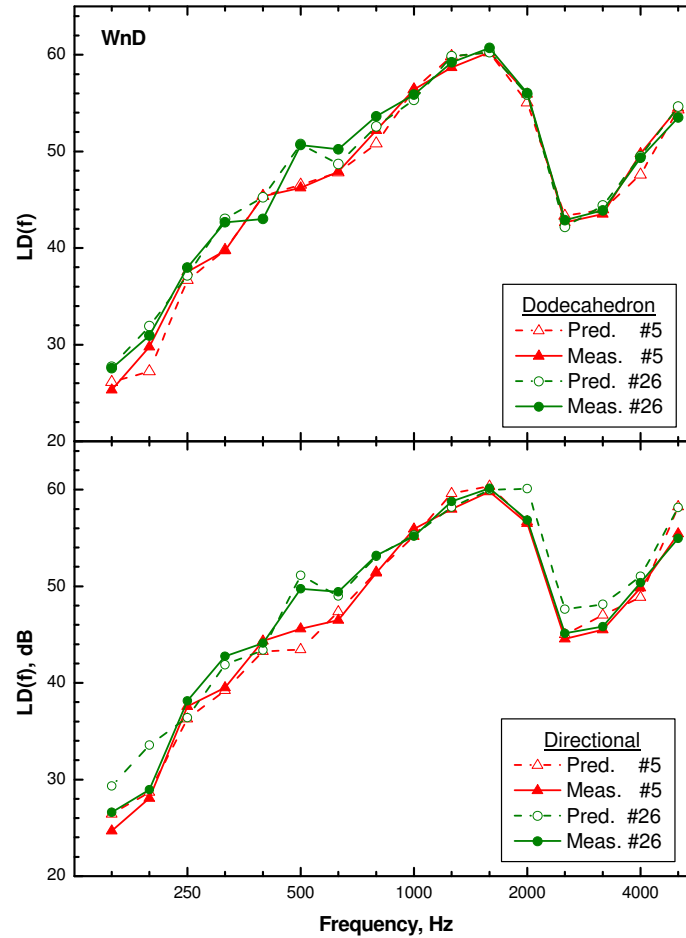 WnD
LD(f)
60
50
40
30
20
Dodecahedron
Pred. #5
Meas. #5
Pred. #26
Meas. #26
LD(f), dB
60
50
40
30
20
Directional
Pred. #5
Meas. #5
Pred. #26
Meas. #26
250 500 1000 2000 4000
Frequency, Hz